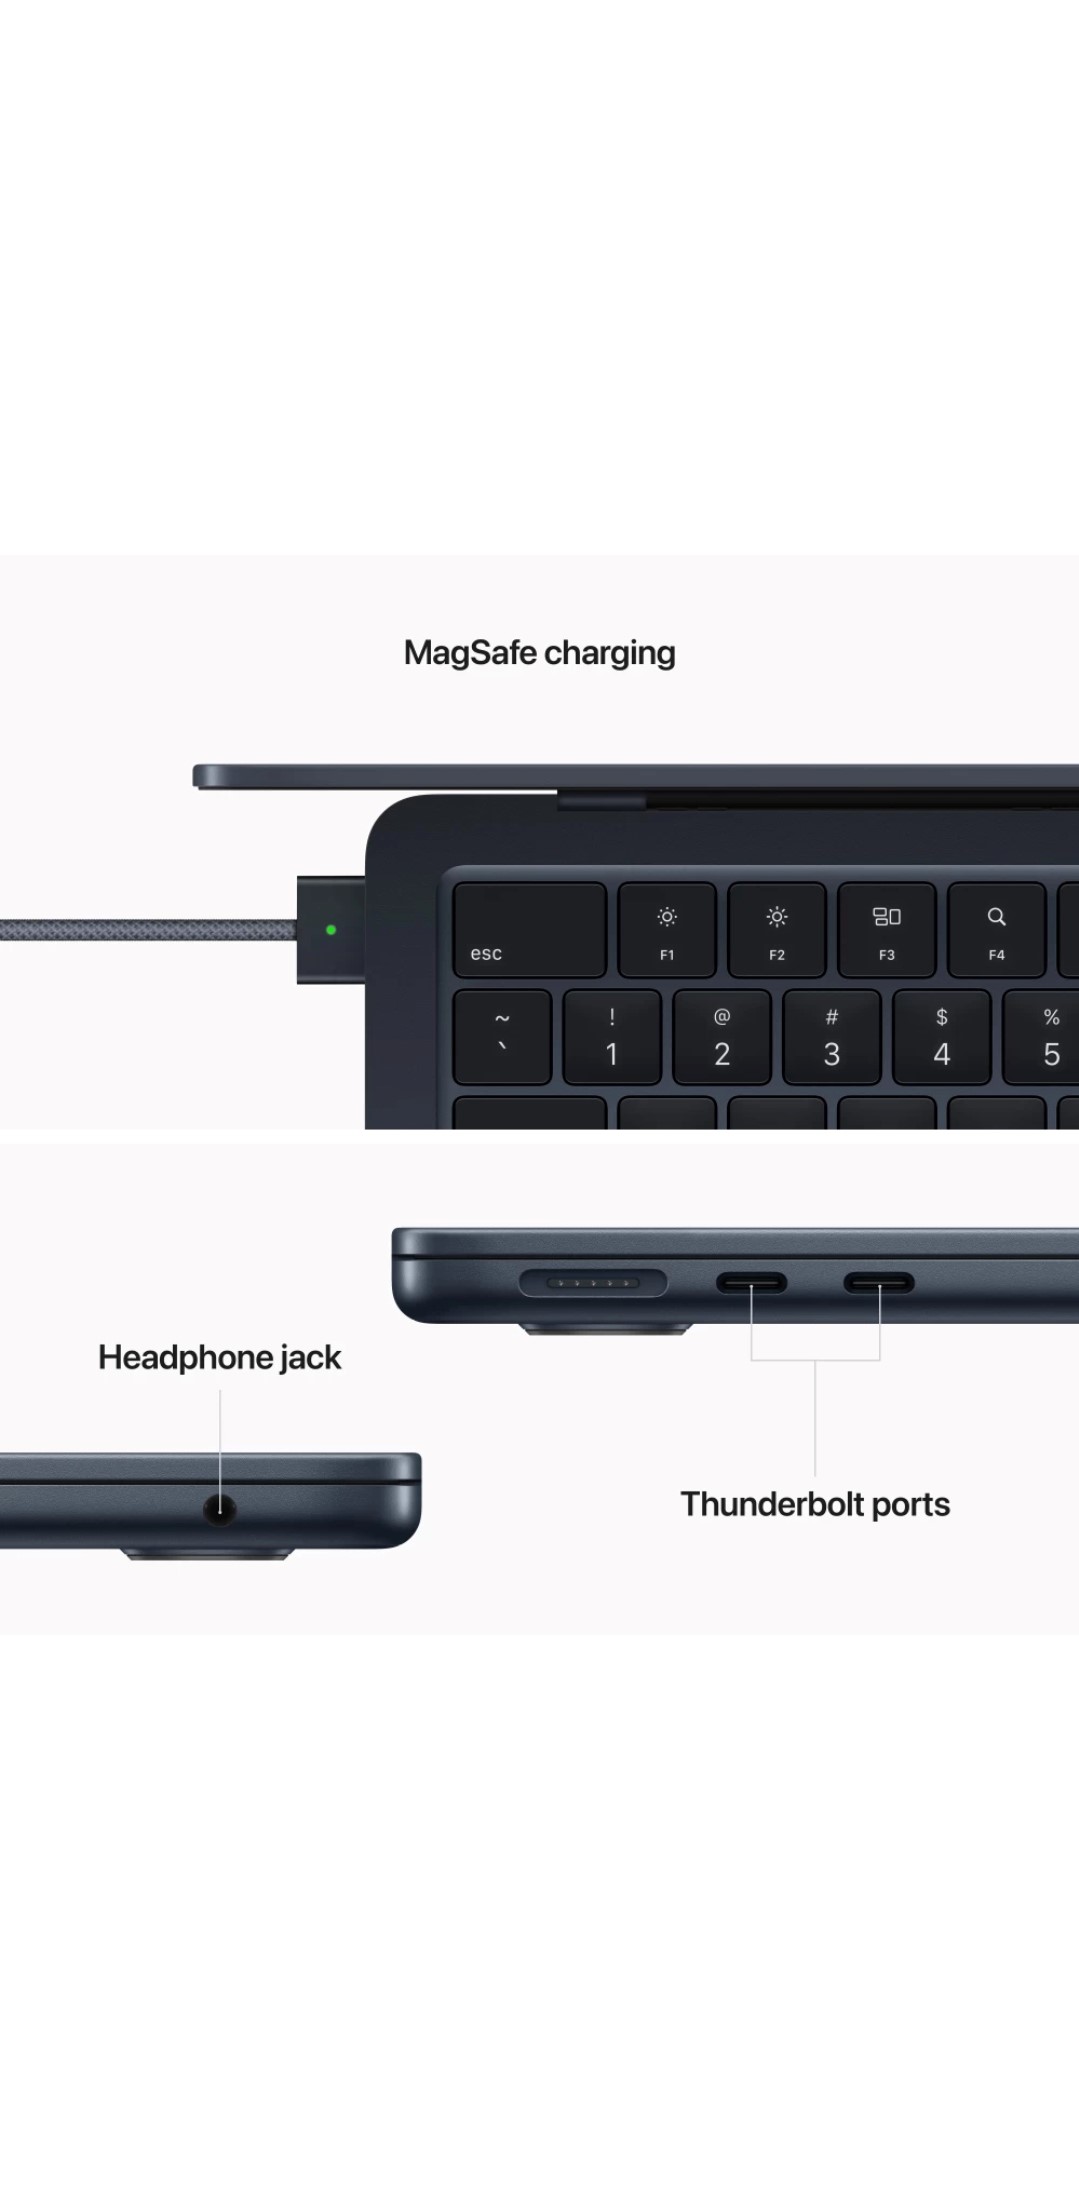 MagSafe charging
esc
F1
F2
F3
F4
~
`
!
1
@
2
#
3
$
4
%
5
Headphone jack
Thunderbolt ports